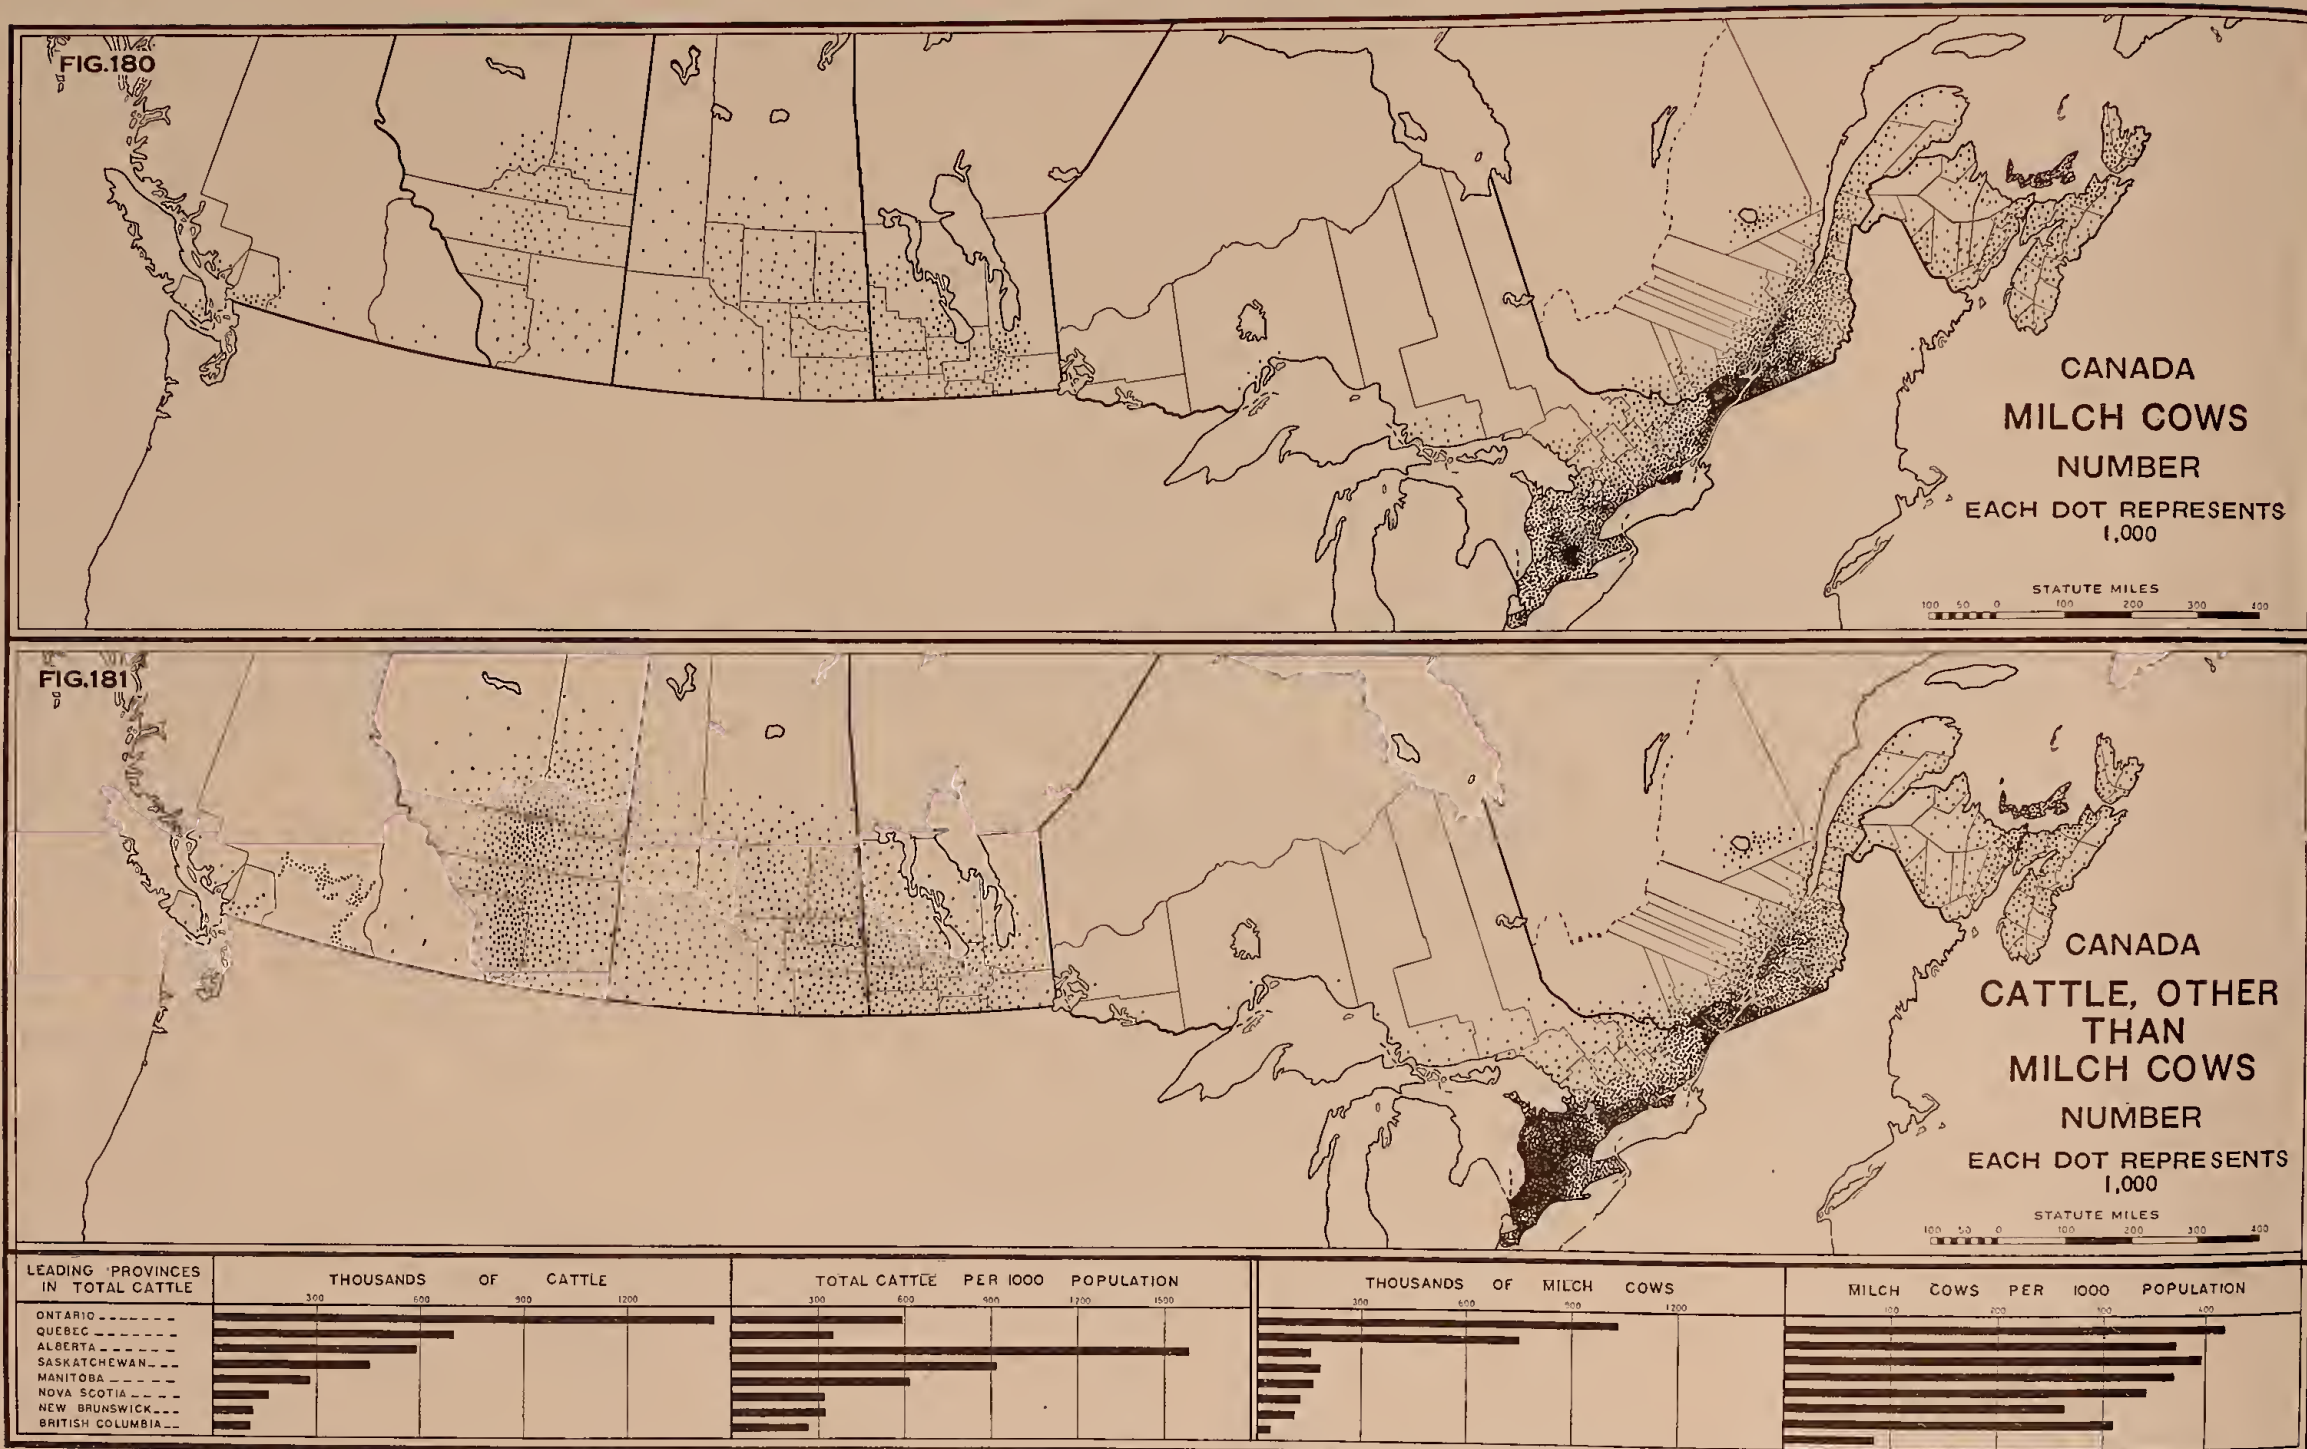 FIG.180
CANADA
MILCH COWS
NUMBER
EACH DOT REPRESENTS
1,000
STATUTE MILES
100 50 0 100 200 300 400
FIG.181
CANADA
CATTLE, OTHER
THAN
MILCH COWS
NUMBER
EACH DOT REPRESENTS
1,000
STATUTE MILES
100 50 0 100 200 300 400
LEADING PROVINCES
IN TOTAL CATTLE
ONTARIO
QUEBEC
ALBERTA
SASKATCHEWAN
MANITOBA
NOVA SCOTIA
NEW BRUNSWICK
BRITISH COLUMBIA
THOUSANDS OF CATTLE
300 600 900 1200
TOTAL CATTLE PER 1000 POPULATION
300 600 900 1200 1500
THOUSANDS OF MILCH COWS
300 600 900 1200
MILCH COWS PER 1000 POPULATION
100 200 300 400